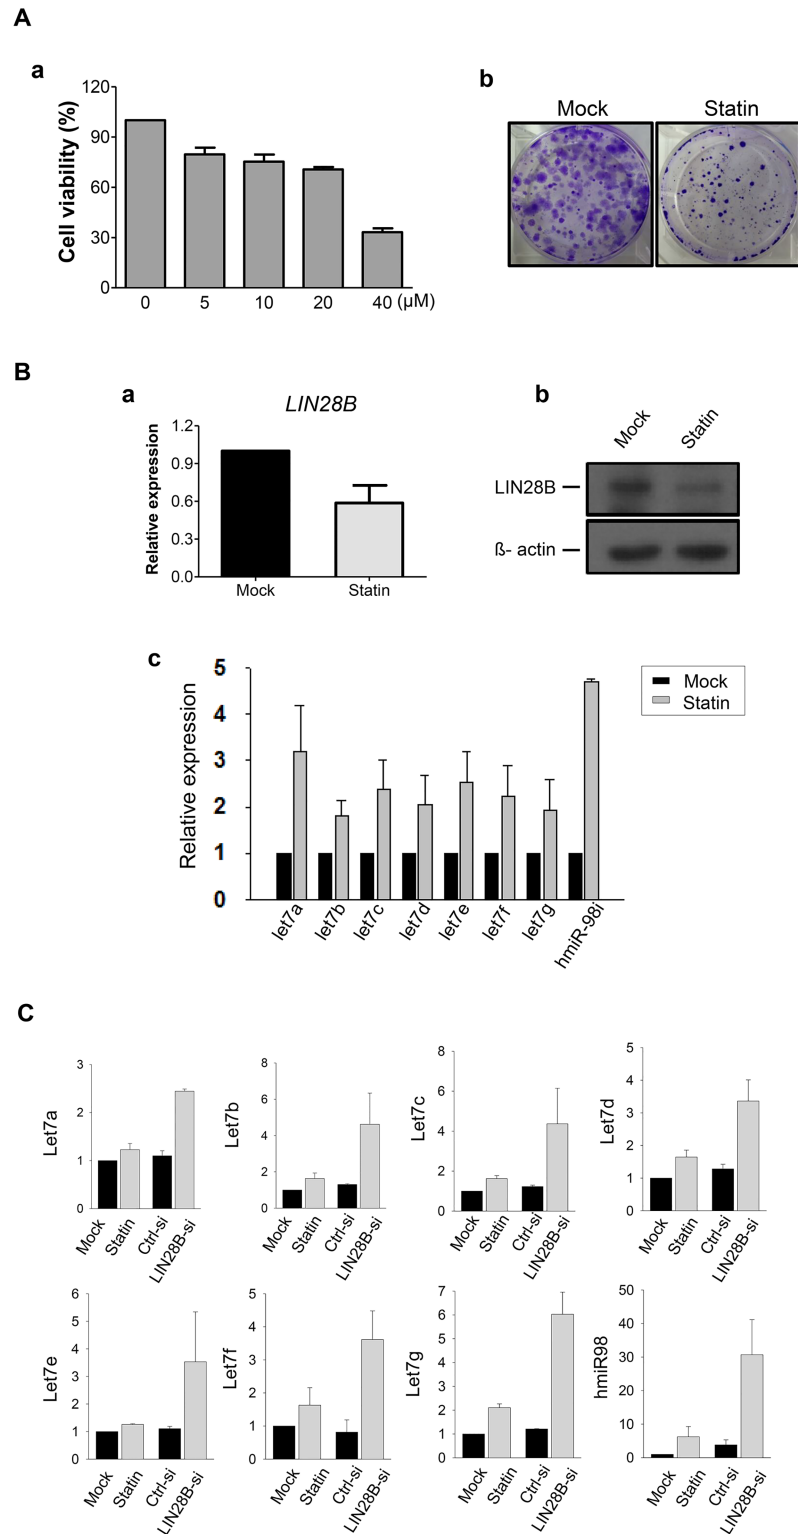 A
a
b
Cell viability (%)
120
90
60
30
0
0 5 10 20 40 (µM)
Mock Statin
B
a
b
LIN28B
Relative expression
1.2
0.9
0.6
0.3
0.0
Mock Statin
Mock Statin
LIN28B
ß- actin
c
Relative expression
5
4
3
2
1
0
let7a let7b let7c let7d let7e let7f let7g hmiR-98i
Mock
Statin
C
Let7a
3
2
1
0
Mock Statin Ctrl-si LIN28B-si
Let7b
8
6
4
2
0
Mock Statin Ctrl-si LIN28B-si
Let7c
8
6
4
2
0
Mock Statin Ctrl-si LIN28B-si
Let7d
5
4
3
2
1
0
Mock Statin Ctrl-si LIN28B-si
Let7e
6
5
4
3
2
1
0
Mock Statin Ctrl-si LIN28B-si
Let7f
5
4
3
2
1
0
Mock Statin Ctrl-si LIN28B-si
Let7g
7
6
5
4
3
2
1
0
Mock Statin Ctrl-si LIN28B-si
hmiR98
50
40
30
20
10
0
Mock Statin Ctrl-si LIN28B-si